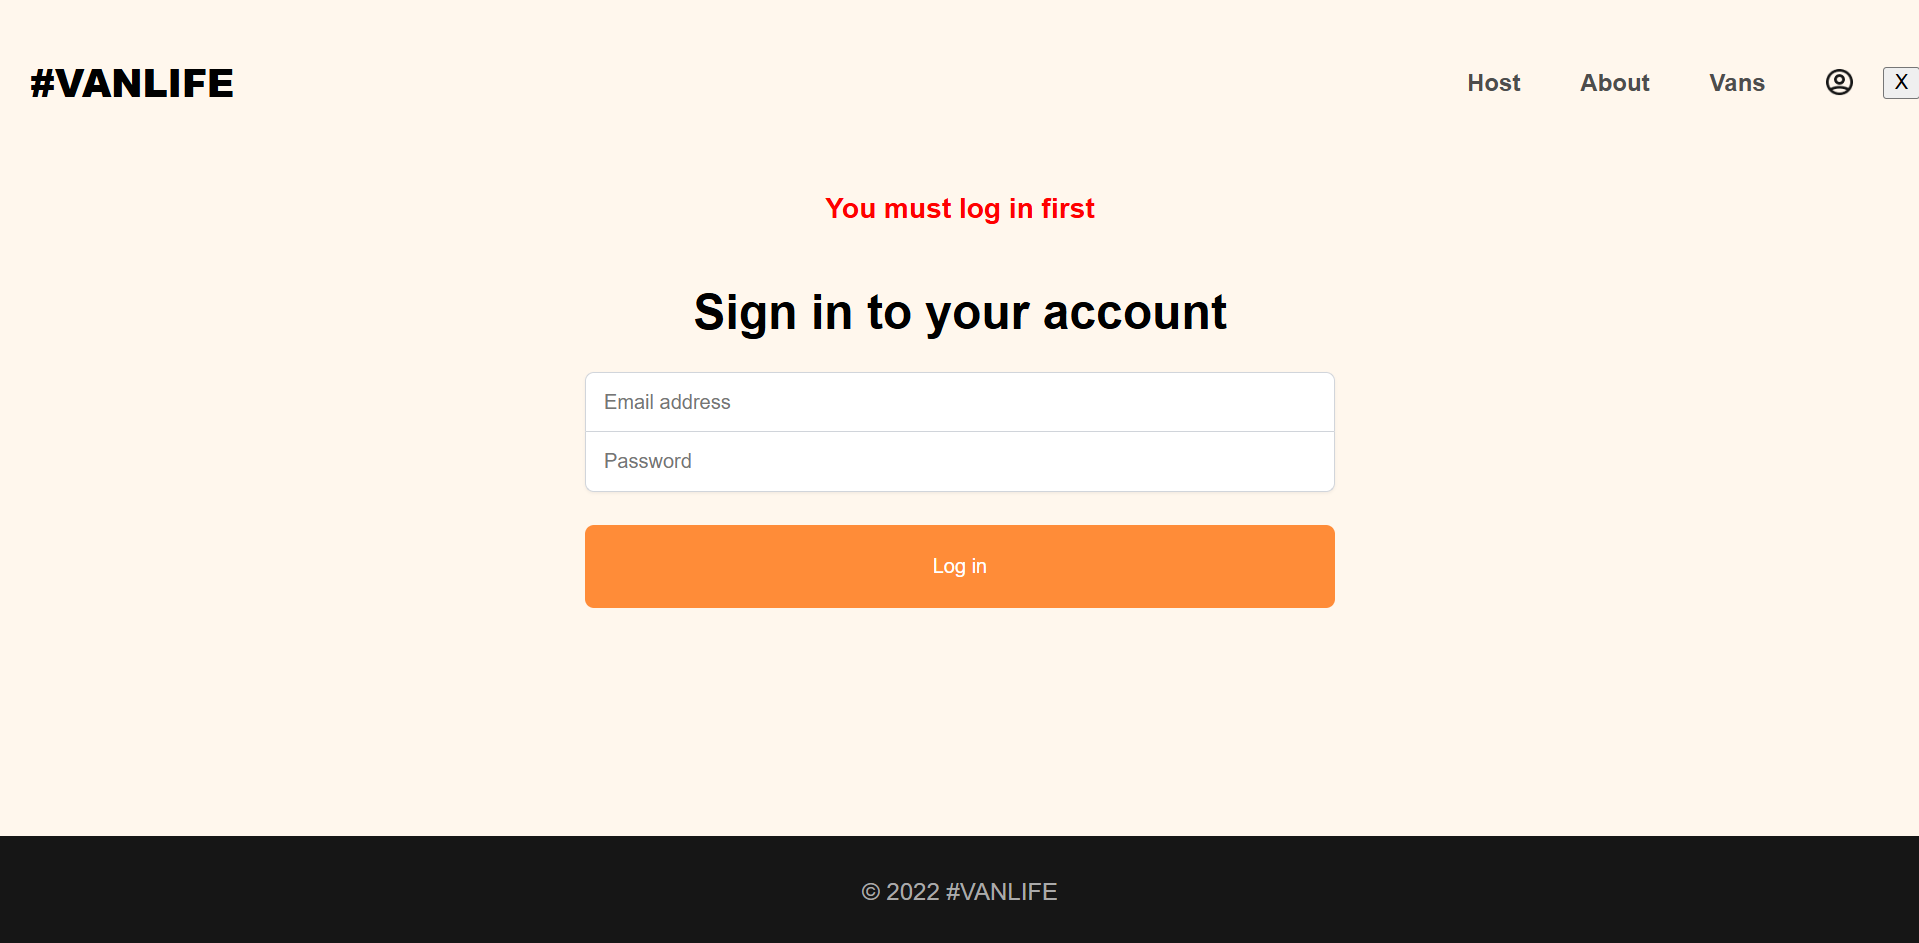 #VANLIFE
Host About Vans X
You must log in first
Sign in to your account
Email address
Password
Log in
© 2022 #VANLIFE